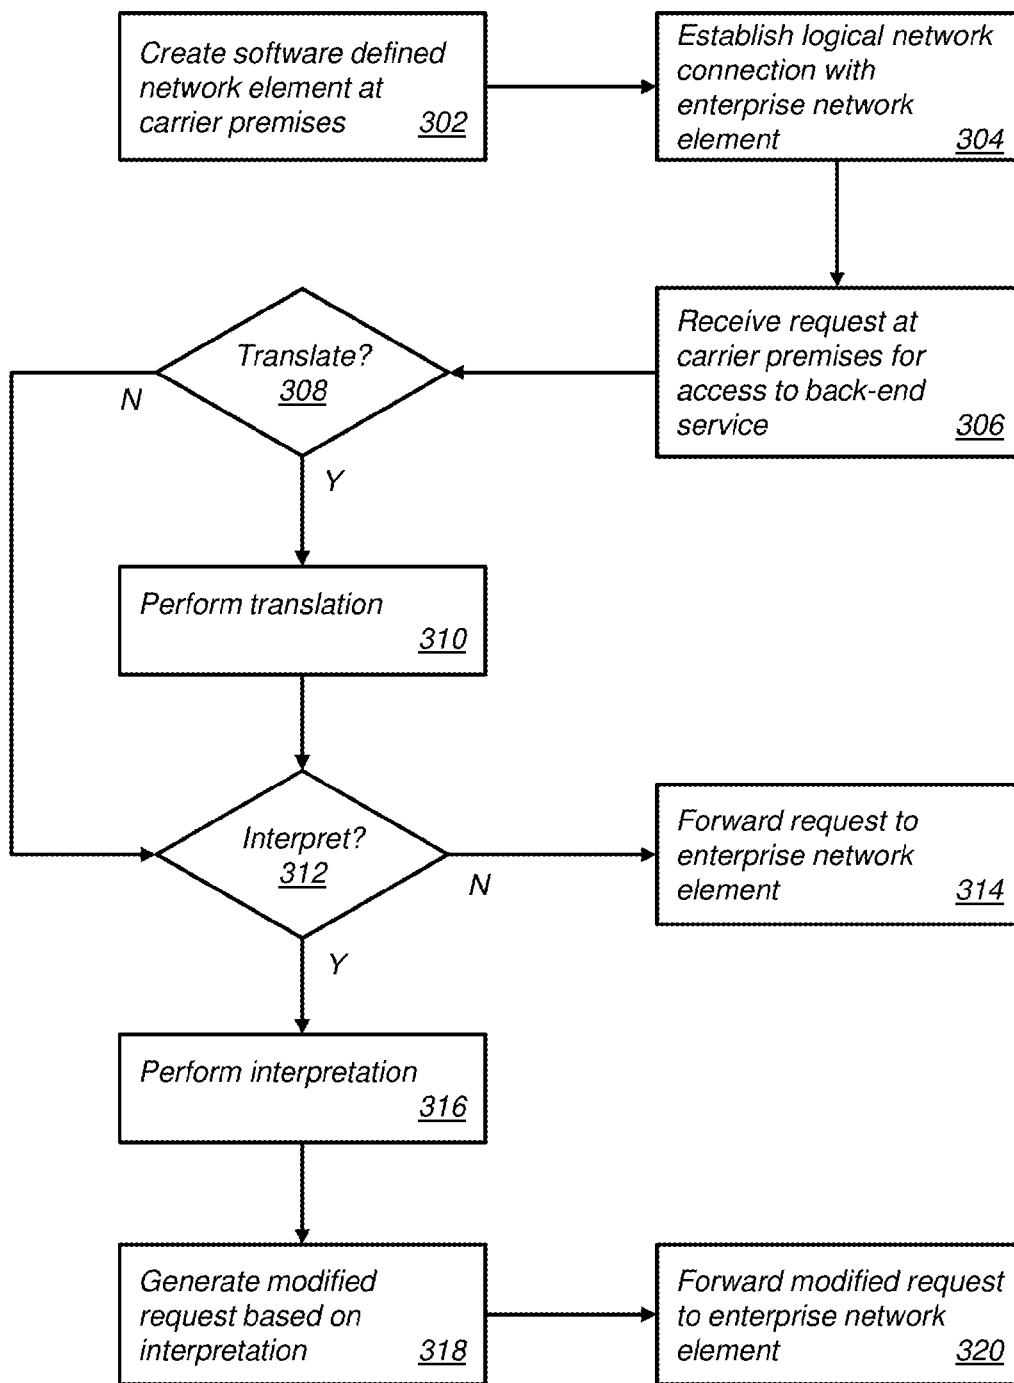 Create software defined
network element at
carrier premises 302
Establish logical network
connection with
enterprise network
element 304
Receive request at
carrier premises for
access to back-end
service 306
Translate?
308
N
Y
Perform translation
310
Interpret?
312
N
Y
Forward request to
enterprise network
element 314
Perform interpretation
316
Generate modified
request based on
interpretation 318
Forward modified request
to enterprise network
element 320